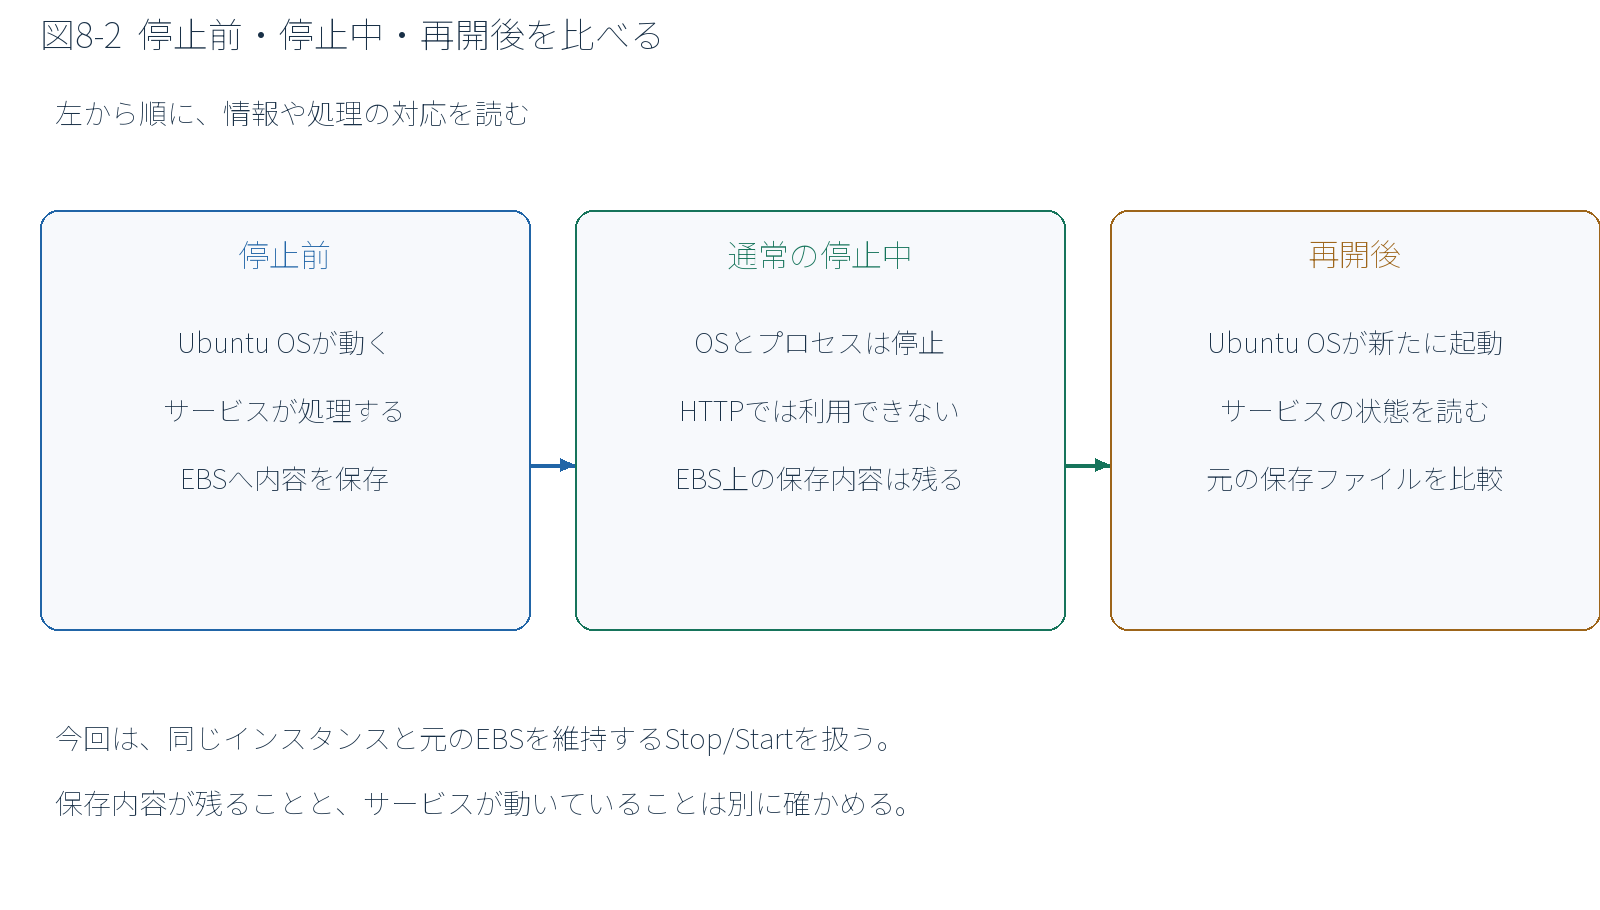 図8-2 停止前・停止中・再開後を比べる
左から順に、情報や処理の対応を読む
停止前
Ubuntu OSが動く
サービスが処理する
EBSへ内容を保存
通常の停止中
OSとプロセスは停止
HTTPでは利用できない
EBS上の保存内容は残る
再開後
Ubuntu OSが新たに起動
サービスの状態を読む
元の保存ファイルを比較
今回は、同じインスタンスと元のEBSを維持するStop/Startを扱う。
保存内容が残ることと、サービスが動いていることは別に確かめる。